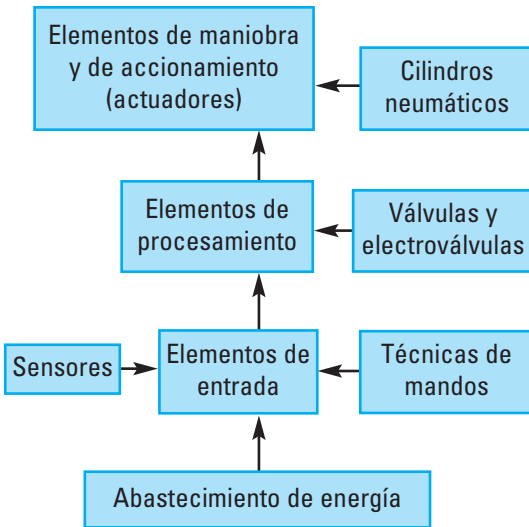 Elementos de maniobra
y de accionamiento
(actuadores)
Cilindros
neumáticos
Elementos de
procesamiento
Válvulas y
electroválvulas
Sensores
Elementos de
entrada
Técnicas de
mandos
Abastecimiento de energía